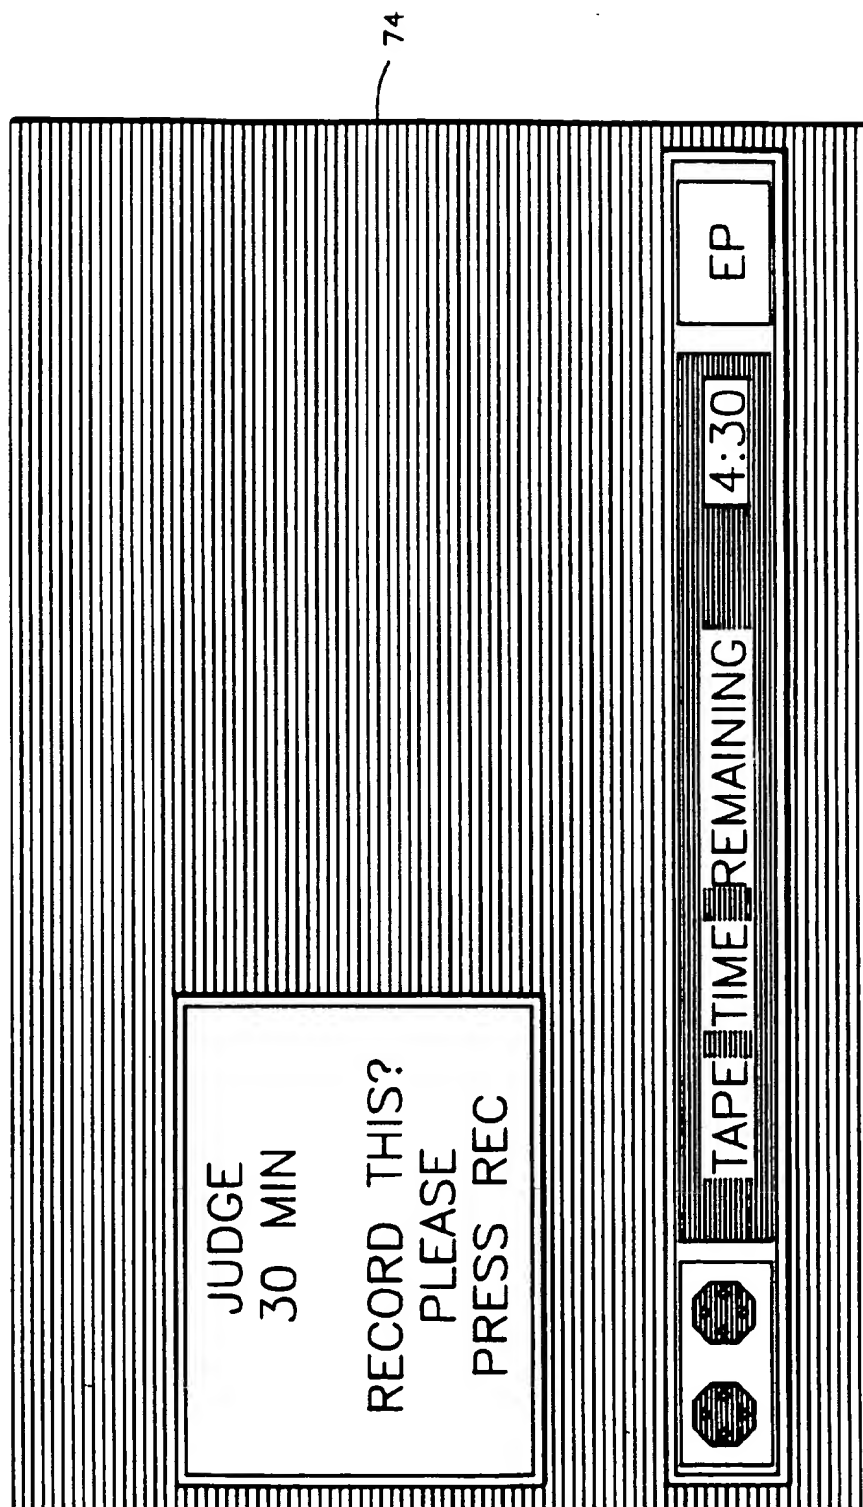 74
JUDGE
30 MIN
RECORD THIS?
PLEASE
PRESS REC
TAPE TIME REMAINING 4:30 EP